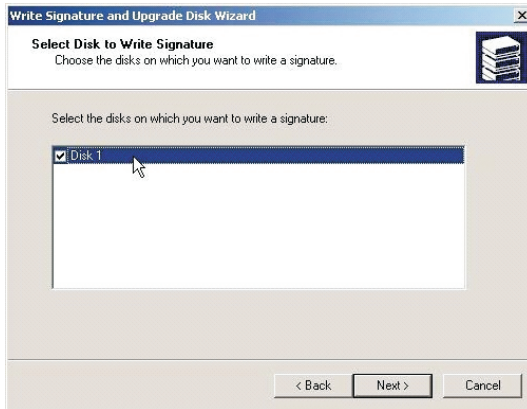 Write Signature and Upgrade Disk Wizard
Select Disk to Write Signature
Choose the disks on which you want to write a signature.
Select the disks on which you want to write a signature:
Disk 1
< Back
Next >
Cancel